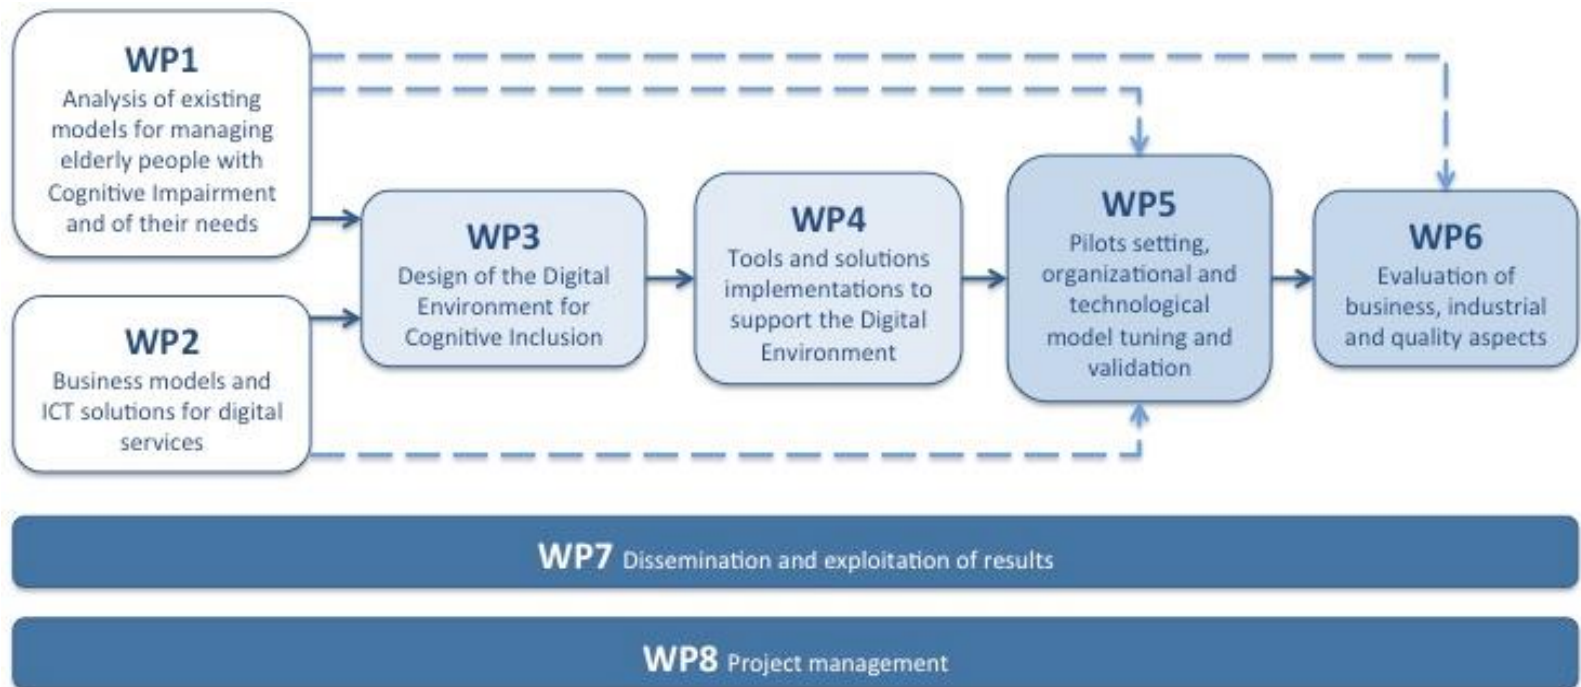 WP1
Analysis of existing
models for managing
elderly people with
Cognitive Impairment
and of their needs
WP2
Business models and
ICT solutions for digital
services
WP3
Design of the Digital
Environment for
Cognitive Inclusion
WP4
Tools and solutions
implementations to
support the Digital
Environment
WP5
Pilots setting,
organizational and
technological
model tuning and
validation
WP6
Evaluation of
business, industrial
and quality aspects
WP7 Dissemination and exploitation of results
WP8 Project management